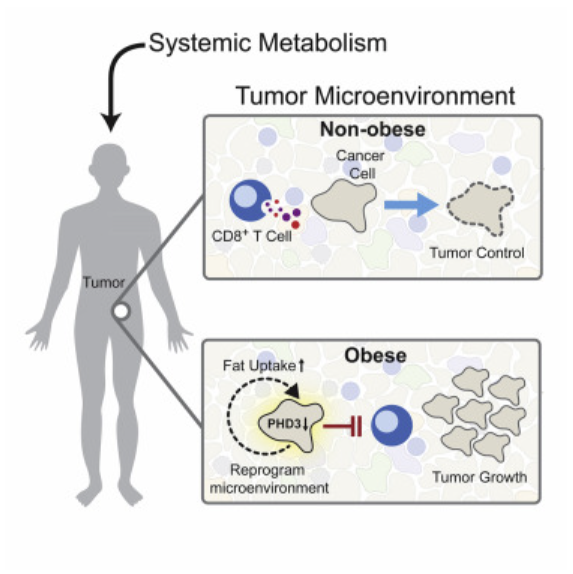 Systemic Metabolism
Tumor Microenvironment
Non-obese
Cancer
Cell
CD8⁺ T Cell
Tumor Control
Tumor
Obese
Fat Uptake↑
PHD3↓
Reprogram
microenvironment
Tumor Growth